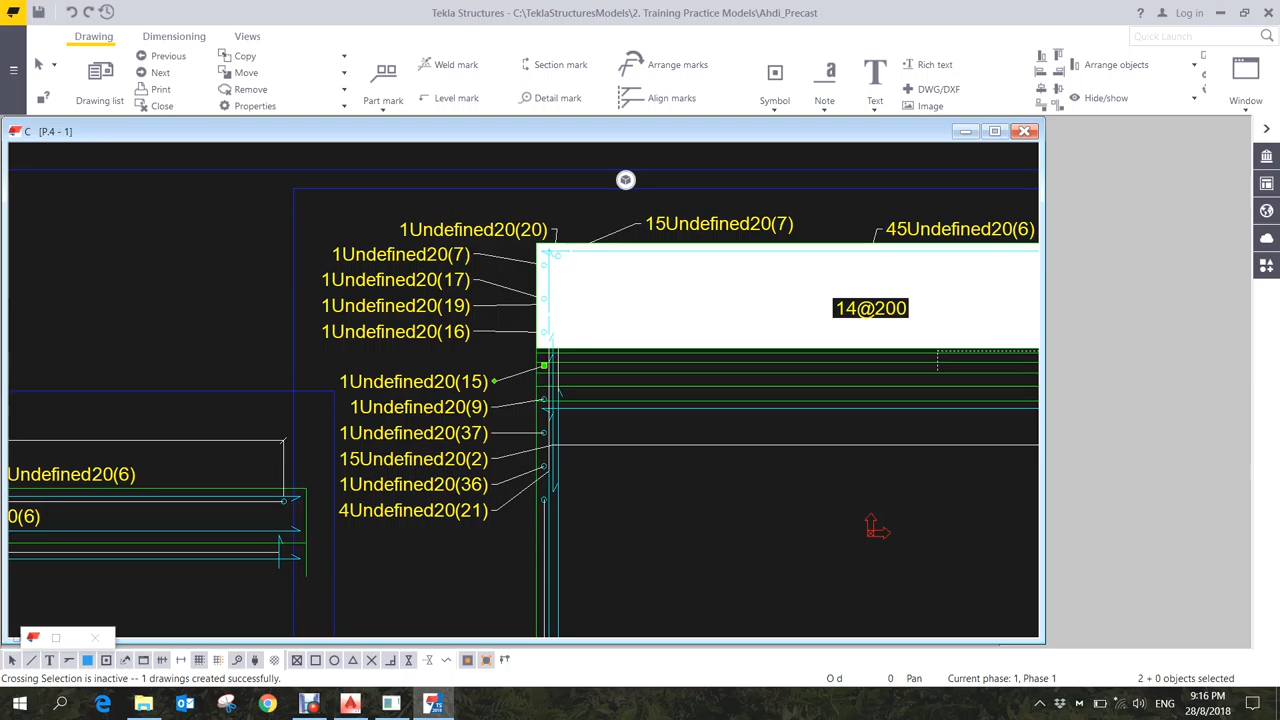 Tekla Structures - C:\TeklaStructuresModels\2. Training Practice Models\Ahdi_Precast
? Log in
Drawing Dimensioning Views
Quick Launch
Drawing list
Previous
Next
Print
Close
Copy
Move
Remove
Properties
Part mark
Weld mark
Level mark
Section mark
Detail mark
Arrange marks
Align marks
Symbol
Note
Text
Rich text
DWG/DXF
Image
Arrange objects
Hide/show
Window
C [P.4 - 1]
1Undefined20(20)
15Undefined20(7)
45Undefined20(6)
1Undefined20(7)
1Undefined20(17)
1Undefined20(19)
1Undefined20(16)
14@200
1Undefined20(15)
1Undefined20(9)
1Undefined20(37)
15Undefined20(2)
1Undefined20(36)
4Undefined20(21)
Undefined20(6)
0(6)
Crossing Selection is inactive -- 1 drawings created successfully.
O d 0 Pan Current phase: 1, Phase 1 2 + 0 objects selected
ENG
9:16 PM
28/8/2018